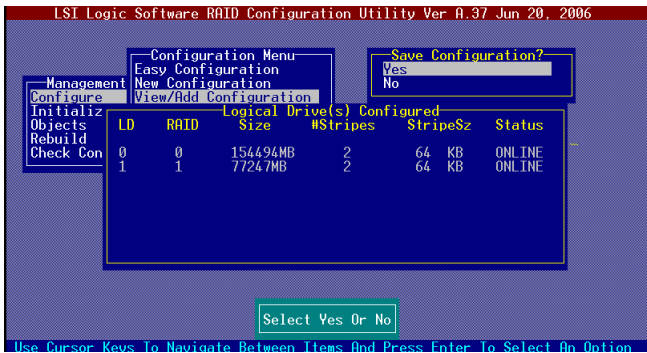 LSI Logic Software RAID Configuration Utility Ver A.37 Jun 20, 2006
Configuration Menu
Easy Configuration
New Configuration
View/Add Configuration
Save Configuration?
Yes
No
Management
Configure
Initializ
Objects
Rebuild
Check Con
Logical Drive(s) Configured
LD RAID Size #Stripes StripeSz Status
0 0 154494MB 2 64 KB ONLINE
1 1 77247MB 2 64 KB ONLINE
Select Yes Or No
Use Cursor Keys To Navigate Between Items And Press Enter To Select An Option